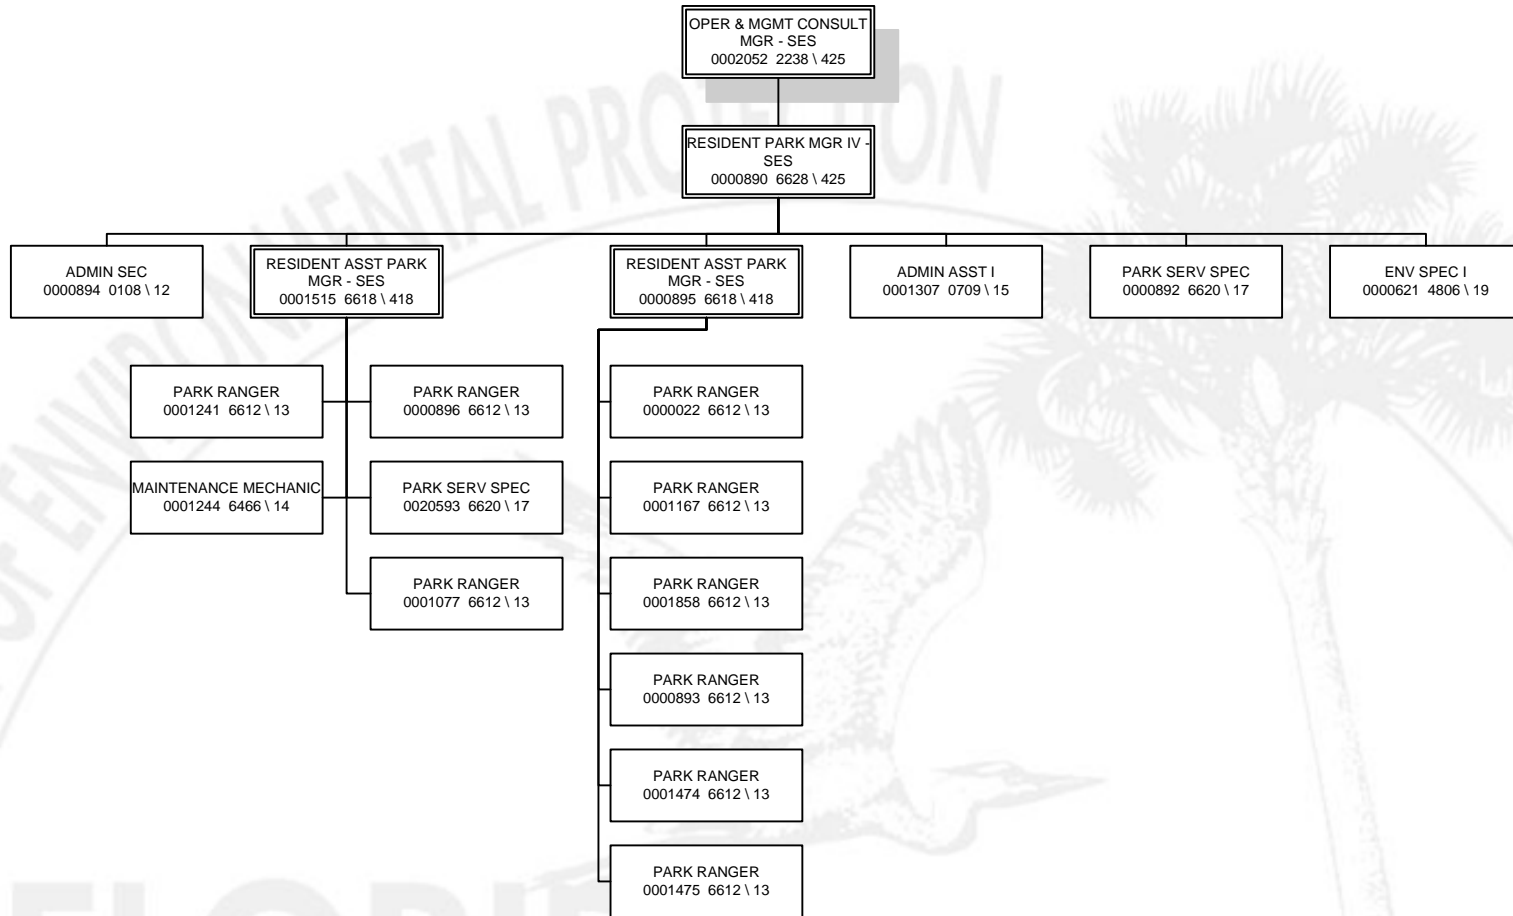 OPER & MGMT CONSULT
MGR - SES
0002052 2238 \ 425
RESIDENT PARK MGR IV -
SES
0000890 6628 \ 425
ADMIN SEC
0000894 0108 \ 12
RESIDENT ASST PARK
MGR - SES
0001515 6618 \ 418
RESIDENT ASST PARK
MGR - SES
0000895 6618 \ 418
ADMIN ASST I
0001307 0709 \ 15
PARK SERV SPEC
0000892 6620 \ 17
ENV SPEC I
0000621 4806 \ 19
PARK RANGER
0001241 6612 \ 13
PARK RANGER
0000896 6612 \ 13
MAINTENANCE MECHANIC
0001244 6466 \ 14
PARK SERV SPEC
0020593 6620 \ 17
PARK RANGER
0001077 6612 \ 13
PARK RANGER
0000022 6612 \ 13
PARK RANGER
0001167 6612 \ 13
PARK RANGER
0001858 6612 \ 13
PARK RANGER
0000893 6612 \ 13
PARK RANGER
0001474 6612 \ 13
PARK RANGER
0001475 6612 \ 13
OF ENVIRONMENTAL PROTECTION